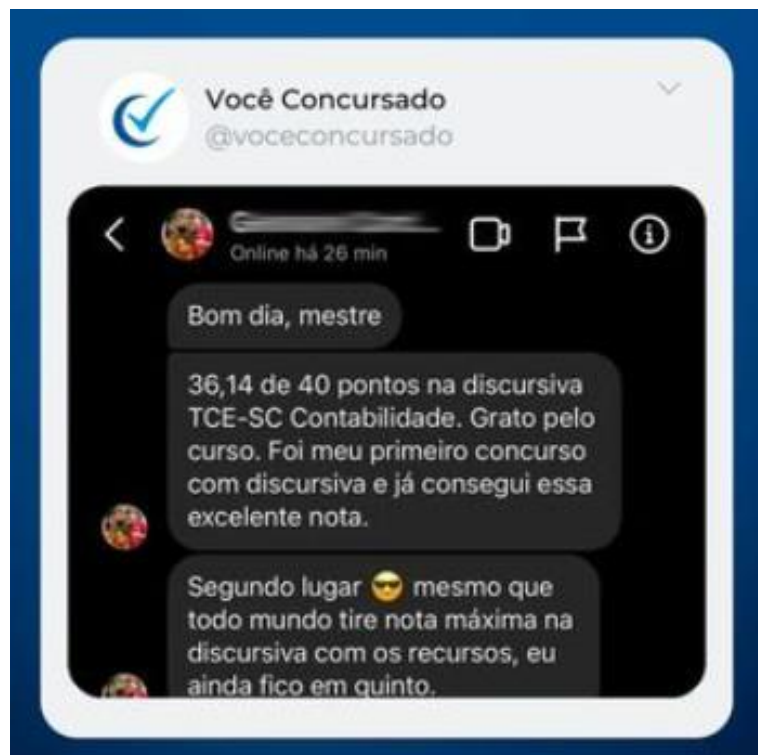 Você Concursado
@voceconcursado
Online há 26 min
Bom dia, mestre
36,14 de 40 pontos na discursiva
TCE-SC Contabilidade. Grato pelo
curso. Foi meu primeiro concurso
com discursiva e já consegui essa
excelente nota.
Segundo lugar 😎 mesmo que
todo mundo tire nota máxima na
discursiva com os recursos, eu
ainda fico em quinto.